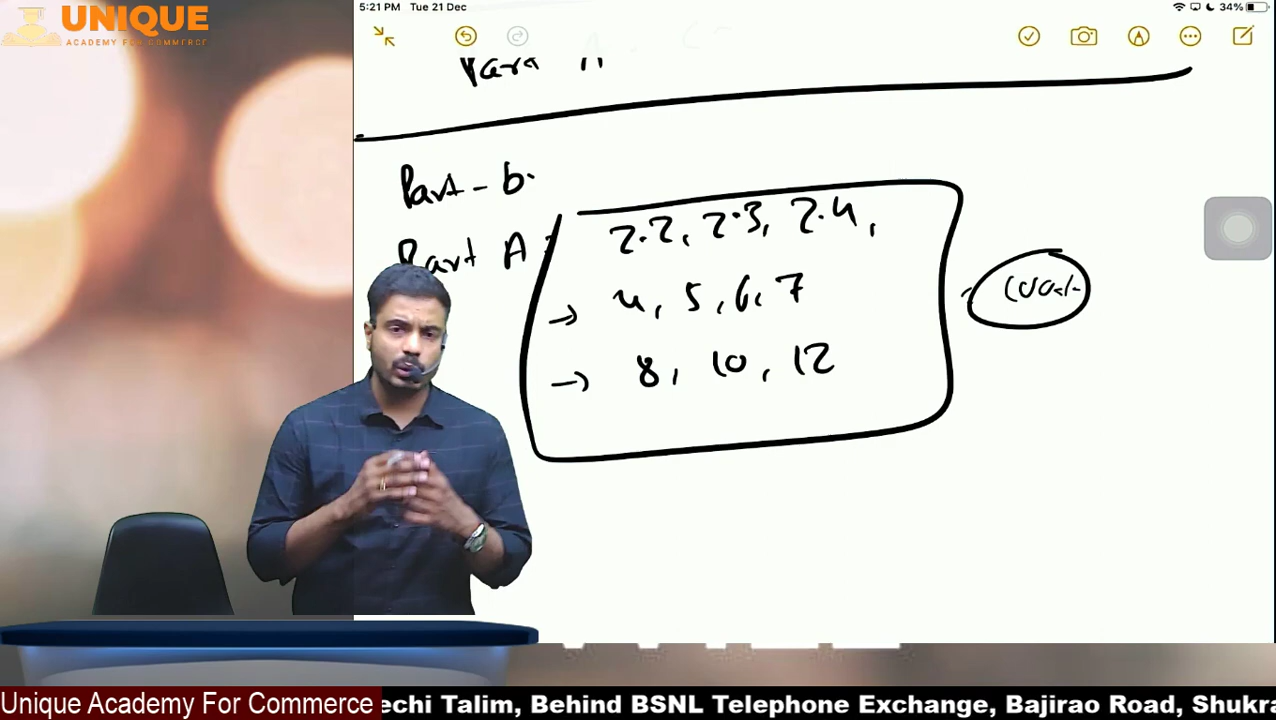 UNIQUE
ACADEMY FOR COMMERCE
5:21 PM Tue 21 Dec
34%
Part - b.
Part A:
2.2, 2.3, 2.4,
→ 4, 5, 6, 7
→ 8, 10, 12
Unique Academy For Commerce
echi Talim, Behind BSNL Telephone Exchange, Bajirao Road, Shukra